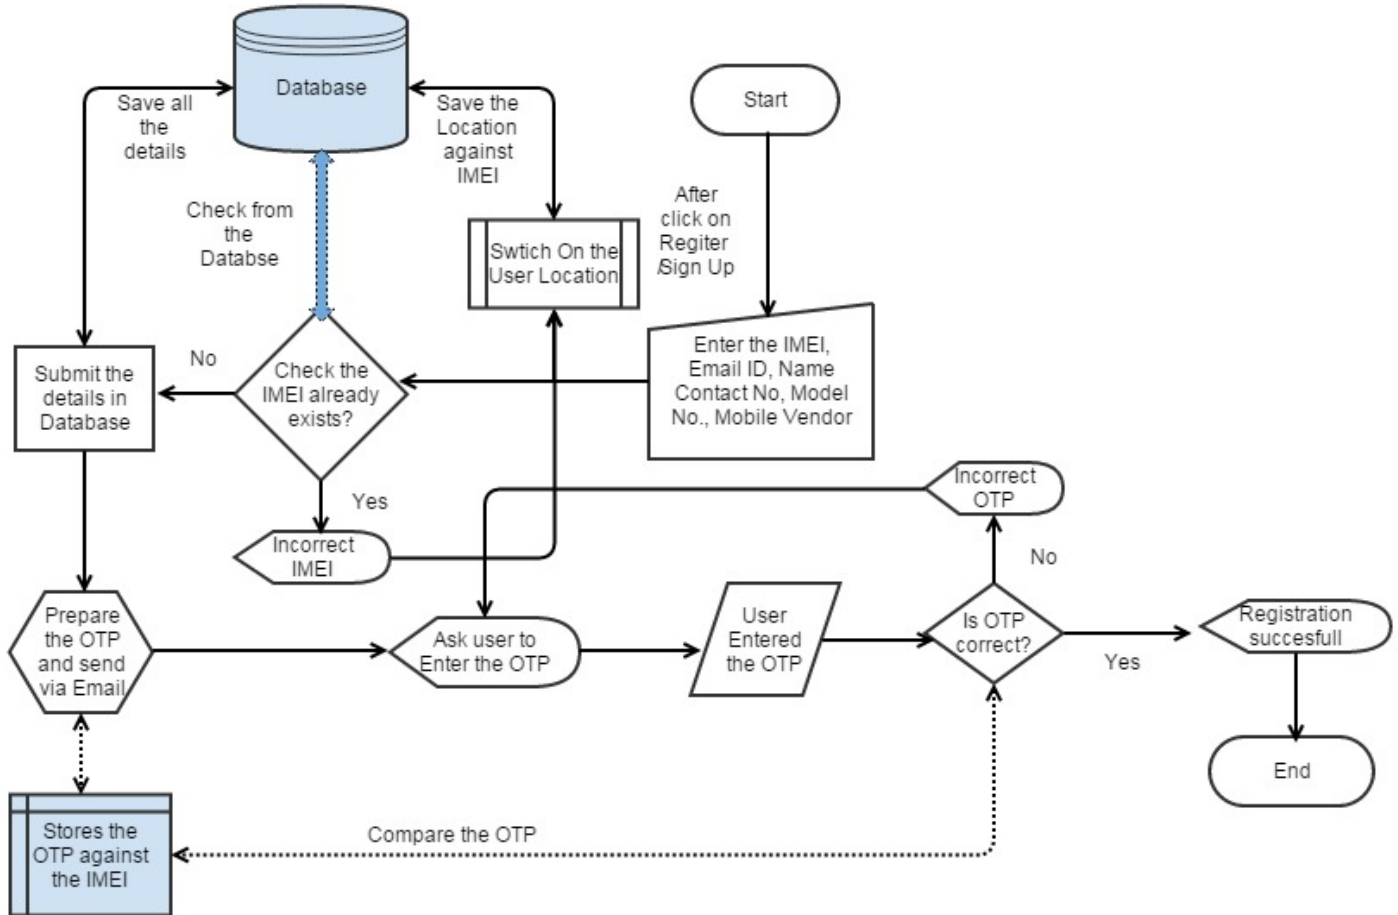 Database
Start
Save all
the
details
Save the
Location
against
IMEI
Check from
the
Databse
After
click on
Regiter
/Sign Up
Swtich On the
User Location
Enter the IMEI,
Email ID, Name
Contact No, Model
No., Mobile Vendor
No
Check the
IMEI already
exists?
Submit the
details in
Database
Yes
Incorrect
IMEI
Incorrect
OTP
No
Prepare
the OTP
and send
via Email
Ask user to
Enter the OTP
User
Entered
the OTP
Is OTP
correct?
Yes
Registration
succesfull
End
Stores the
OTP against
the IMEI
Compare the OTP